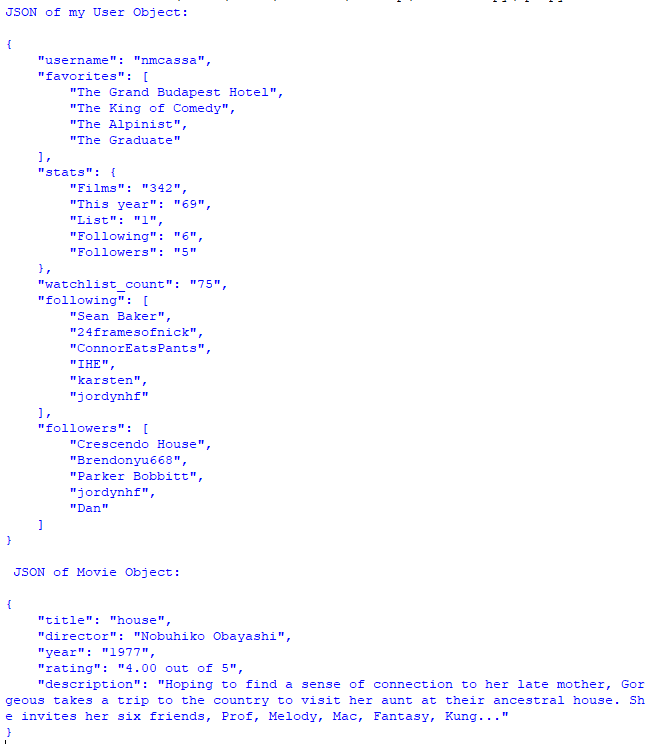 JSON of my User Object:
{
    "username": "nmcassa",
    "favorites": [
        "The Grand Budapest Hotel",
        "The King of Comedy",
        "The Alpinist",
        "The Graduate"
    ],
    "stats": {
        "Films": "342",
        "This year": "69",
        "List": "1",
        "Following": "6",
        "Followers": "5"
    },
    "watchlist_count": "75",
    "following": [
        "Sean Baker",
        "24framesofnick",
        "ConnorEatsPants",
        "IHE",
        "karsten",
        "jordynhf"
    ],
    "followers": [
        "Crescendo House",
        "Brendonyu668",
        "Parker Bobbitt",
        "jordynhf",
        "Dan"
    ]
}
 JSON of Movie Object:
{
    "title": "house",
    "director": "Nobuhiko Obayashi",
    "year": "1977",
    "rating": "4.00 out of 5",
    "description": "Hoping to find a sense of connection to her late mother, Gor
geous takes a trip to the country to visit her aunt at their ancestral house. Sh
e invites her six friends, Prof, Melody, Mac, Fantasy, Kung..."
}